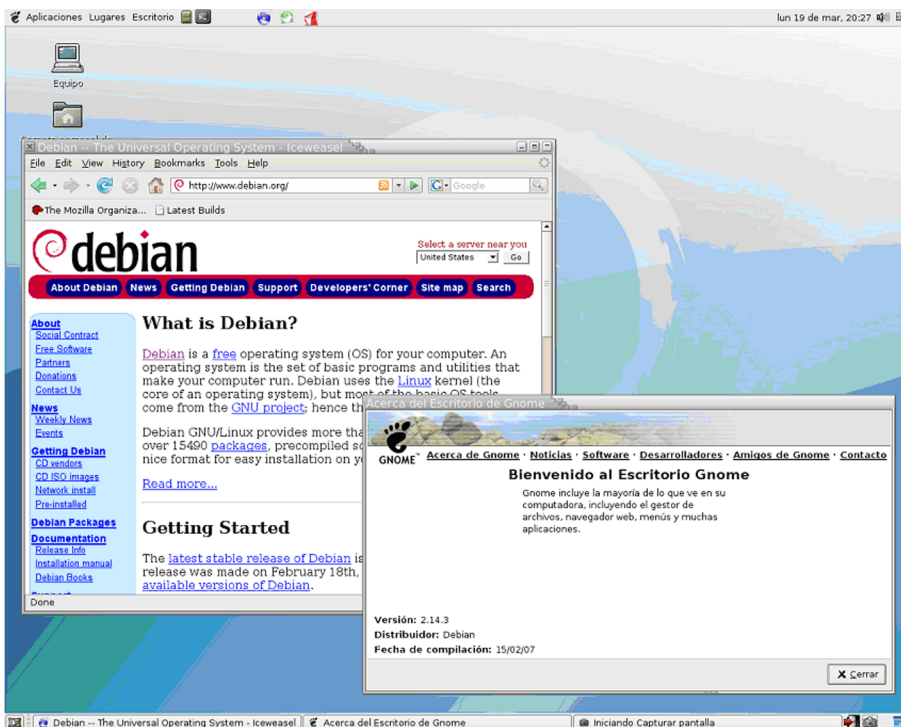 Aplicaciones Lugares Escritorio
lun 19 de mar, 20:27
Equipo
Debian -- The Universal Operating System - Iceweasel
File Edit View History Bookmarks Tools Help
http://www.debian.org/
Google
The Mozilla Organiza... Latest Builds
debian
Select a server near you
United States Go
About Debian News Getting Debian Support Developers' Corner Site map Search
About
Social Contract
Free Software
Partners
Donations
Contact Us
News
Weekly News
Events
Getting Debian
CD vendors
CD ISO images
Network install
Pre-installed
Debian Packages
Documentation
Release Info
Installation manual
Debian Books
What is Debian?
Debian is a free operating system (OS) for your computer. An
operating system is the set of basic programs and utilities that
make your computer run. Debian uses the Linux kernel (the
core of an operating system), but most of the basic OS tools
come from the GNU project; hence th
Debian GNU/Linux provides more tha
over 15490 packages, precompiled so
nice format for easy installation on yo
Read more...
Getting Started
The latest stable release of Debian is
release was made on February 18th,
available versions of Debian.
Done
Acerca del Escritorio de Gnome
GNOME™
Acerca de Gnome · Noticias · Software · Desarrolladores · Amigos de Gnome · Contacto
Bienvenido al Escritorio Gnome
Gnome incluye la mayoría de lo que ve en su
computadora, incluyendo el gestor de
archivos, navegador web, menús y muchas
aplicaciones.
Versión: 2.14.3
Distribuidor: Debian
Fecha de compilación: 15/02/07
Cerrar
Debian -- The Universal Operating System - Iceweasel
Acerca del Escritorio de Gnome
Iniciando Capturar pantalla